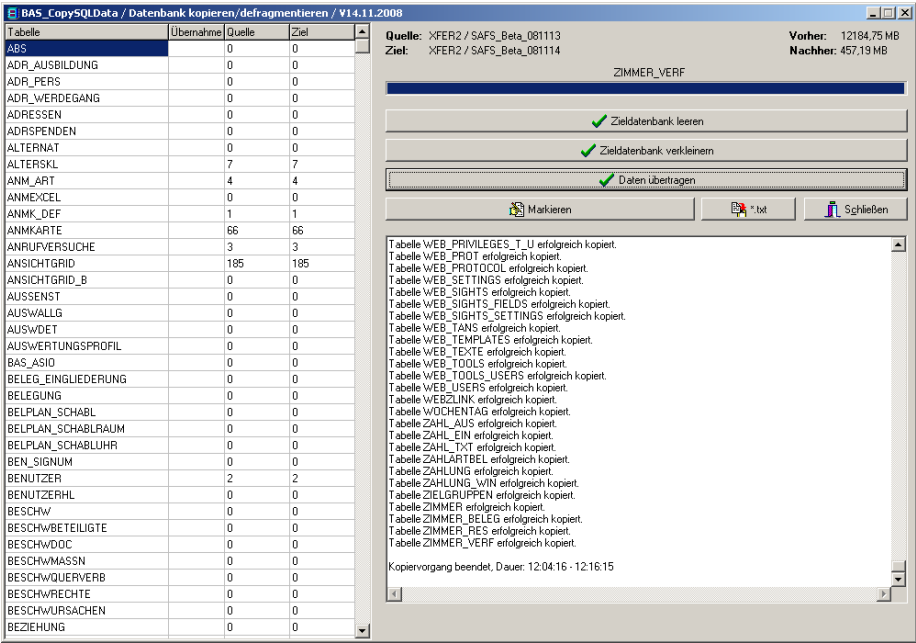 BAS_CopySQLData / Datenbank kopieren/defragmentieren / V14.11.2008
Tabelle Übernahme Quelle Ziel
ABS 0 0
ADR_AUSBILDUNG 0 0
ADR_PERS 0 0
ADR_WERDEGANG 0 0
ADRESSEN 0 0
ADRSPENDEN 0 0
ALTERNAT 0 0
ALTERSKL 7 7
ANM_ART 4 4
ANMEXCEL 0 0
ANMK_DEF 1 1
ANMKARTE 66 66
ANRUFVERSUCHE 3 3
ANSICHTGRID 185 185
ANSICHTGRID_B 0 0
AUSSENST 0 0
AUSWALLG 0 0
AUSWDET 0 0
AUSWERTUNGSPROFIL 0 0
BAS_ASIO 0 0
BELEG_EINGLIEDERUNG 0 0
BELEGUNG 0 0
BELPLAN_SCHABL 0 0
BELPLAN_SCHABLRAUM 0 0
BELPLAN_SCHABLUHR 0 0
BEN_SIGNUM 0 0
BENUTZER 2 2
BENUTZERHL 0 0
BESCHW 0 0
BESCHWBETEILIGTE 0 0
BESCHWDOC 0 0
BESCHWMASSN 0 0
BESCHWQUERVERB 0 0
BESCHWRECHTE 0 0
BESCHWURSACHEN 0 0
BEZIEHUNG 0 0
Quelle: XFER2 / SAFS_Beta_081113 Vorher: 12184,75 MB
Ziel: XFER2 / SAFS_Beta_081114 Nachher: 457,19 MB
ZIMMER_VERF
Zieldatenbank leeren
Zieldatenbank verkleinern
Daten übertragen
Markieren *.txt Schließen
Tabelle WEB_PRIVILEGES_T_U erfolgreich kopiert.
Tabelle WEB_PROT erfolgreich kopiert.
Tabelle WEB_PROTOCOL erfolgreich kopiert.
Tabelle WEB_SETTINGS erfolgreich kopiert.
Tabelle WEB_SIGHTS erfolgreich kopiert.
Tabelle WEB_SIGHTS_FIELDS erfolgreich kopiert.
Tabelle WEB_SIGHTS_SETTINGS erfolgreich kopiert.
Tabelle WEB_TANS erfolgreich kopiert.
Tabelle WEB_TEMPLATES erfolgreich kopiert.
Tabelle WEB_TEXTE erfolgreich kopiert.
Tabelle WEB_TOOLS erfolgreich kopiert.
Tabelle WEB_TOOLS_USERS erfolgreich kopiert.
Tabelle WEB_USERS erfolgreich kopiert.
Tabelle WEBZLINK erfolgreich kopiert.
Tabelle WOCHENTAG erfolgreich kopiert.
Tabelle ZAHL_AUS erfolgreich kopiert.
Tabelle ZAHL_EIN erfolgreich kopiert.
Tabelle ZAHL_TXT erfolgreich kopiert.
Tabelle ZAHLARTBEL erfolgreich kopiert.
Tabelle ZAHLUNG erfolgreich kopiert.
Tabelle ZAHLUNG_WIN erfolgreich kopiert.
Tabelle ZIELGRUPPEN erfolgreich kopiert.
Tabelle ZIMMER erfolgreich kopiert.
Tabelle ZIMMER_BELEG erfolgreich kopiert.
Tabelle ZIMMER_RES erfolgreich kopiert.
Tabelle ZIMMER_VERF erfolgreich kopiert.
Kopiervorgang beendet, Dauer: 12:04:16 - 12:16:15